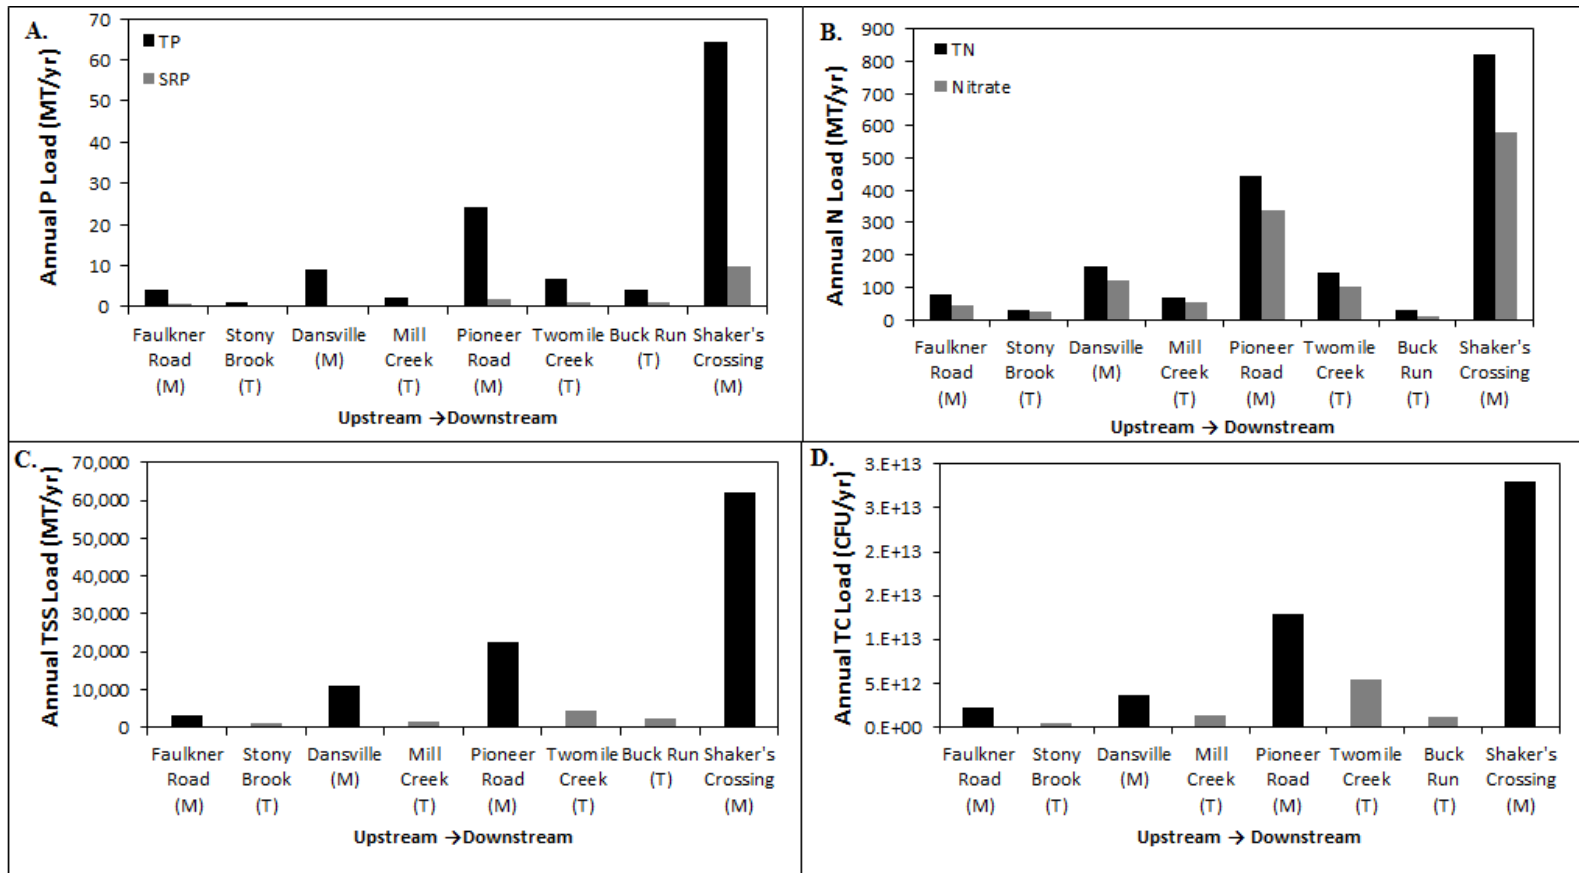 A.
TP
SRP
Annual P Load (MT/yr)
70
60
50
40
30
20
10
0
Faulkner Road (M)
Stony Brook (T)
Dansville (M)
Mill Creek (T)
Pioneer Road (M)
Twomile Creek (T)
Buck Run (T)
Shaker's Crossing (M)
Upstream →Downstream
B.
TN
Nitrate
Annual N Load (MT/yr)
900
800
700
600
500
400
300
200
100
0
Faulkner Road (M)
Stony Brook (T)
Dansville (M)
Mill Creek (T)
Pioneer Road (M)
Twomile Creek (T)
Buck Run (T)
Shaker's Crossing (M)
Upstream → Downstream
C.
Annual TSS Load (MT/yr)
70,000
60,000
50,000
40,000
30,000
20,000
10,000
0
Faulkner Road (M)
Stony Brook (T)
Dansville (M)
Mill Creek (T)
Pioneer Road (M)
Twomile Creek (T)
Buck Run (T)
Shaker's Crossing (M)
Upstream →Downstream
D.
Annual TC Load (CFU/yr)
3.E+13
3.E+13
2.E+13
2.E+13
1.E+13
5.E+12
0.E+00
Faulkner Road (M)
Stony Brook (T)
Dansville (M)
Mill Creek (T)
Pioneer Road (M)
Twomile Creek (T)
Buck Run (T)
Shaker's Crossing (M)
Upstream → Downstream